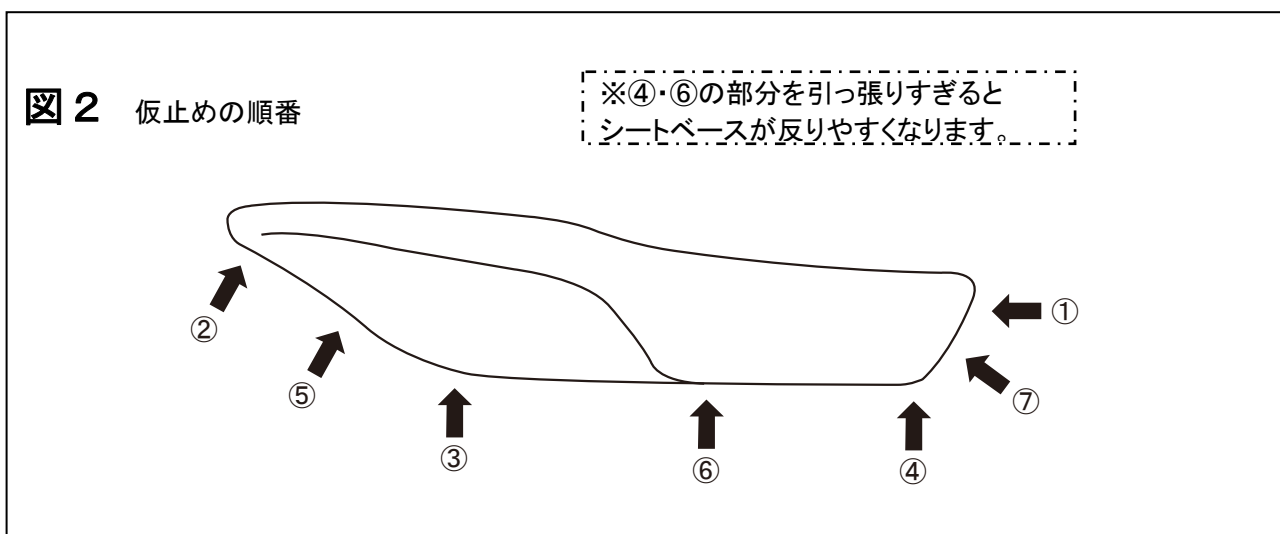 図2 仮止めの順番
※④・⑥の部分を引っ張りすぎると
シートベースが反りやすくなります。
①
②
⑤
⑦
③
⑥
④